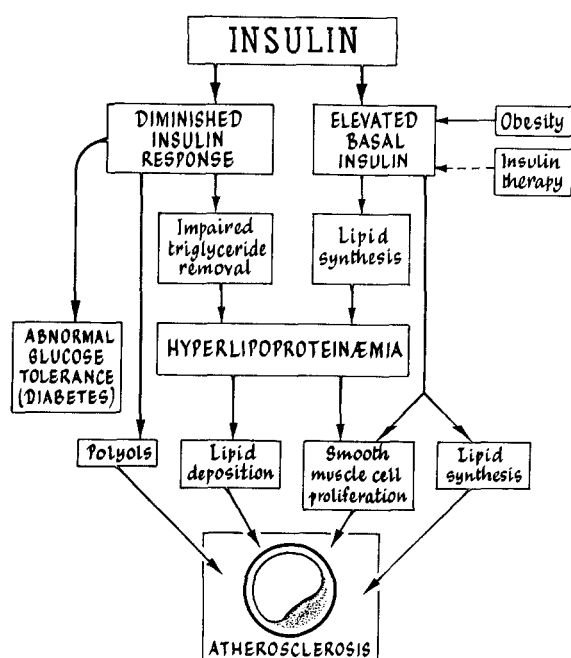 INSULIN
DIMINISHED
INSULIN
RESPONSE
ELEVATED
BASAL
INSULIN
Obesity
Insulin
therapy
Impaired
triglyceride
removal
Lipid
synthesis
ABNORMAL
GLUCOSE
TOLERANCE
(DIABETES)
HYPERLIPOPROTEINÆMIA
Polyols
Lipid
deposition
Smooth
muscle cell
proliferation
Lipid
synthesis
ATHEROSCLEROSIS